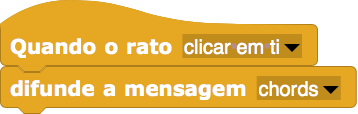 Quando o rato clicar em ti
difunde a mensagem chords